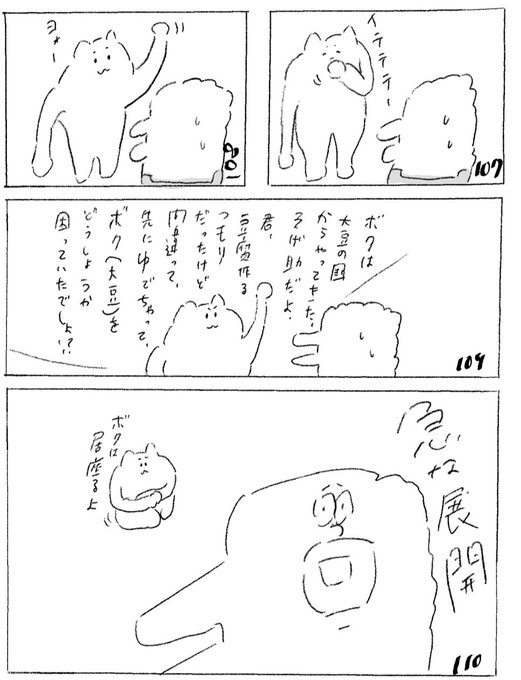 イテテテテー
107
ヨォー
108
ボクは
大豆の国
からやってきた、
そい助だよ。
君、
豆腐作る
つもり
だったけど
間違って、
先にゆでちゃって、
ボク(大豆)を
どうしようか
困っていたでしょ!?
109
急な
展開
ボクは
居座るよ
110